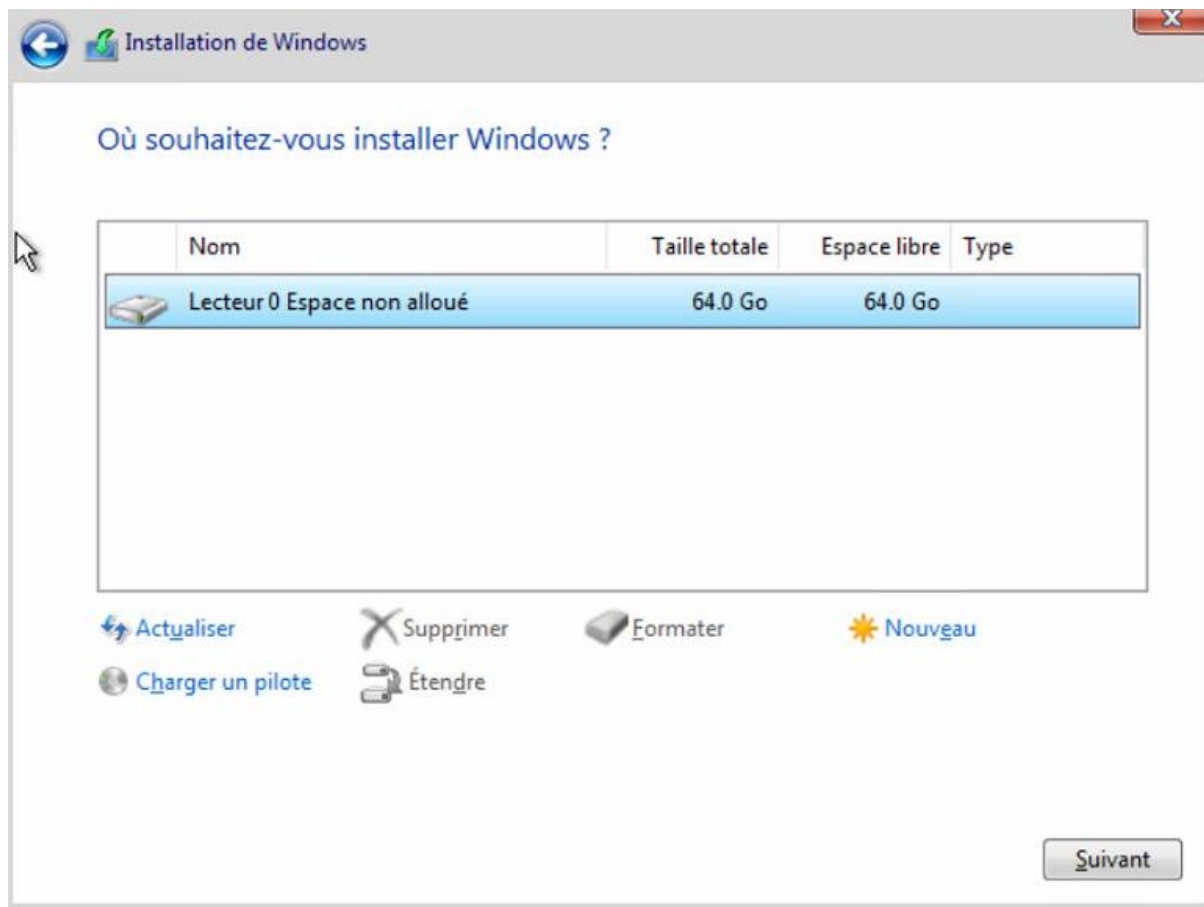 Installation de Windows
Où souhaitez-vous installer Windows ?
Nom Taille totale Espace libre Type
Lecteur 0 Espace non alloué 64.0 Go 64.0 Go
Actualiser Supprimer Formater Nouveau
Charger un pilote Étendre
Suivant